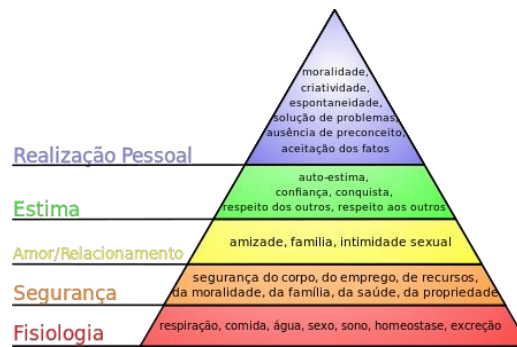 moralidade,
criatividade,
espontaneidade,
solução de problemas,
ausência de preconceito,
aceitação dos fatos
Realização Pessoal
auto-estima,
confiança, conquista,
respeito dos outros, respeito aos outros
Estima
amizade, familia, intimidade sexual
Amor/Relacionamento
segurança do corpo, do emprego, de recursos,
da moralidade, da família, da saúde, da propriedade
Segurança
respiração, comida, água, sexo, sono, homeostase, excreção
Fisiologia